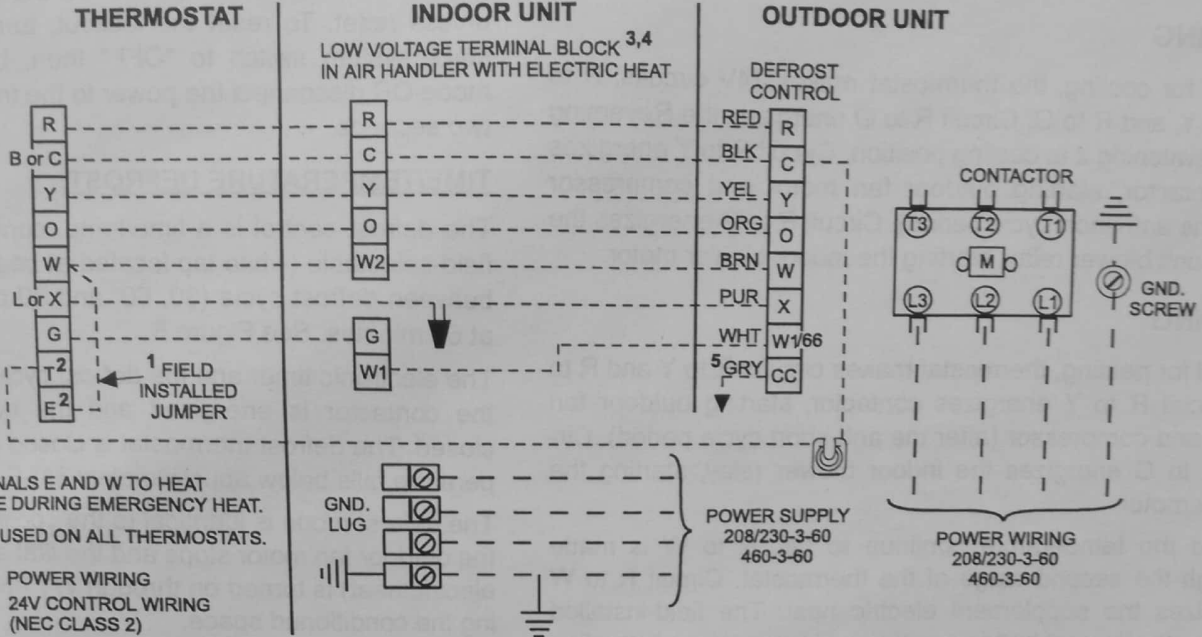 THERMOSTAT
INDOOR UNIT
OUTDOOR UNIT
LOW VOLTAGE TERMINAL BLOCK 3,4
IN AIR HANDLER WITH ELECTRIC HEAT
DEFROST
CONTROL
R
B or C
Y
O
W
L or X
G
T2
E2
1 FIELD
INSTALLED
JUMPER
R
C
Y
O
W2
G
W1
RED R
BLK C
YEL Y
ORG O
BRN W
PUR X
WHT W1/66
5 GRY CC
CONTACTOR
T3 T2 T1
M
L3 L2 L1
GND.
SCREW
NALS E AND W TO HEAT
E DURING EMERGENCY HEAT.
USED ON ALL THERMOSTATS.
POWER WIRING
24V CONTROL WIRING
(NEC CLASS 2)
GND.
LUG
POWER SUPPLY
208/230-3-60
460-3-60
POWER WIRING
208/230-3-60
460-3-60